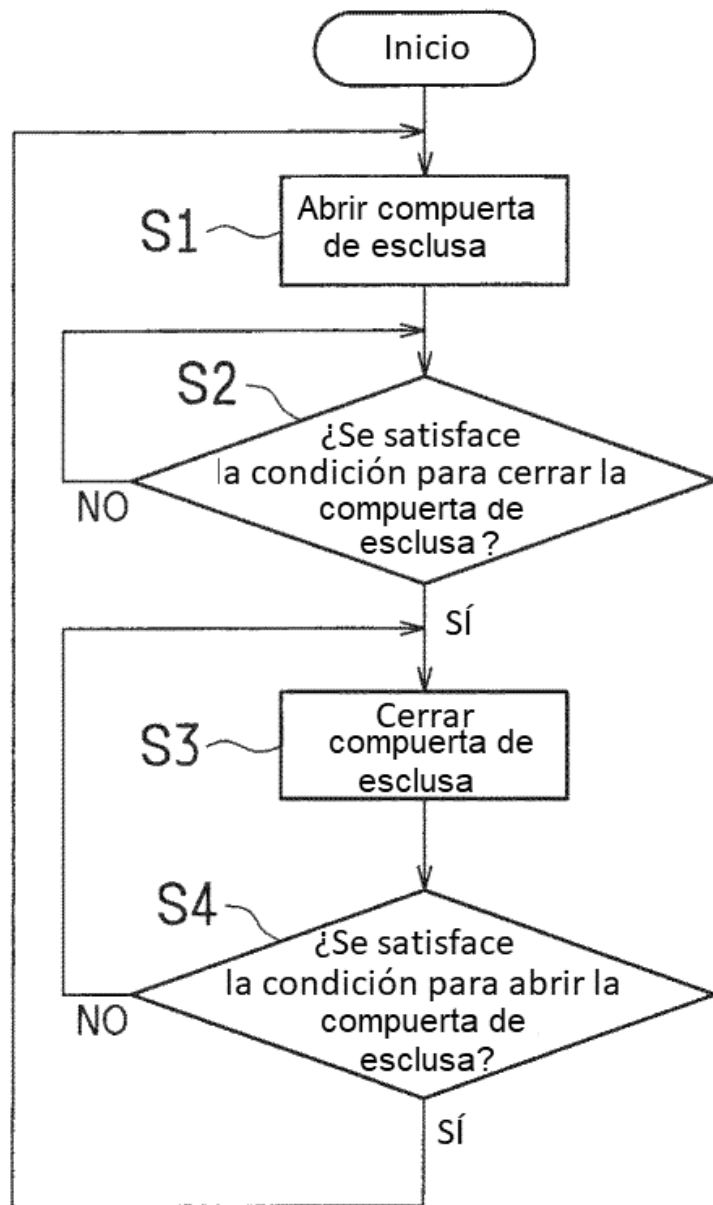 Inicio
S1
Abrir compuerta
de esclusa
S2
¿Se satisface
la condición para cerrar la
compuerta de
esclusa ?
NO
SÍ
S3
Cerrar
compuerta de
esclusa
S4
¿Se satisface
la condición para abrir la
compuerta de
esclusa?
NO
SÍ